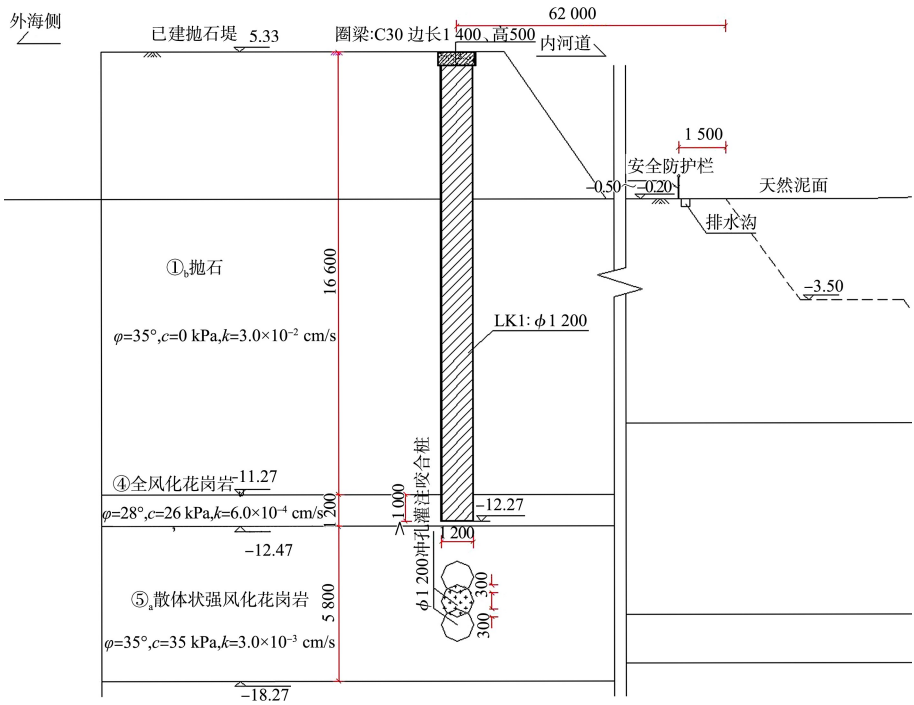 62 000
外海侧
已建抛石堤 5.33
圈梁:C30 边长1 400、高500
内河道
1 500
安全防护栏
-0.50~-0.20
天然泥面
排水沟
-3.50
①b抛石
16 600
φ=35°,c=0 kPa,k=3.0×10⁻² cm/s
LK1: ϕ1 200
④全风化花岗岩
-11.27
φ=28°,c=26 kPa,k=6.0×10⁻⁴ cm/s
1 200
1 000
ϕ1 200冲孔灌注咬合桩
-12.27
-12.47
1 200
⑤a散体状强风化花岗岩
5 800
300
300
φ=35°,c=35 kPa,k=3.0×10⁻³ cm/s
-18.27